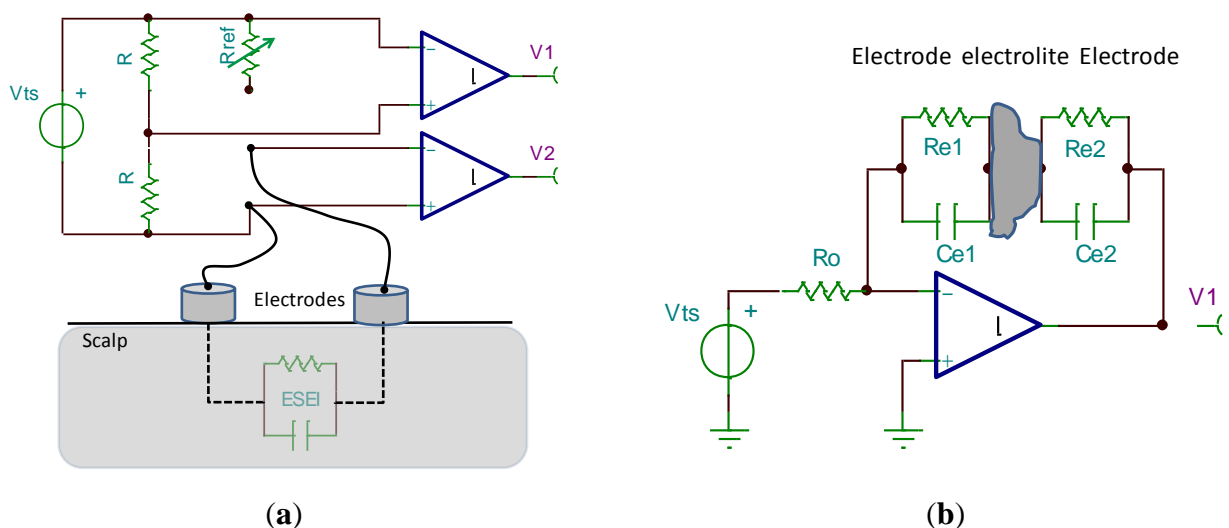 Vts
+
R
R
Rref
−
+
V1
−
+
V2
Electrodes
Scalp
ESEI
(a)
Electrode electrolite Electrode
Re1
Re2
Ce1
Ce2
Ro
Vts
+
−
+
V1
(b)